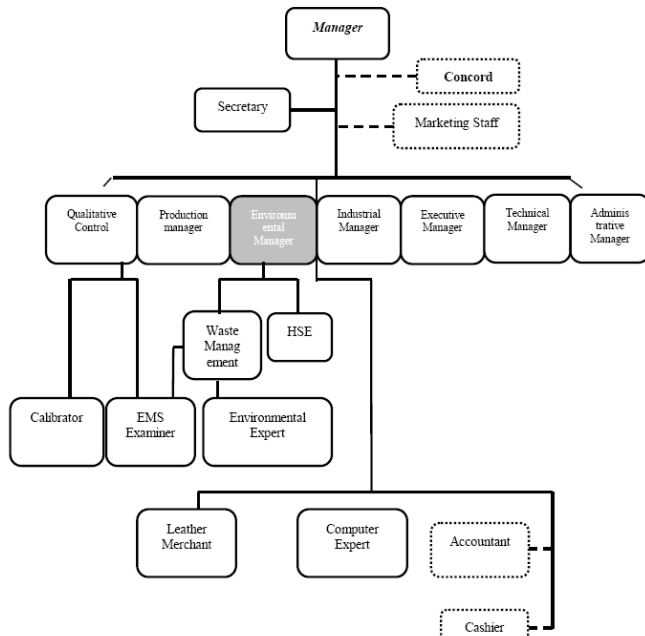 Manager
Concord
Secretary
Marketing Staff
Qualitative
Control
Production
manager
Environm
ental
Manager
Industrial
Manager
Executive
Manager
Technical
Manager
Adminis
trative
Manager
Waste
Manag
ement
HSE
Calibrator
EMS
Examiner
Environmental
Expert
Leather
Merchant
Computer
Expert
Accountant
Cashier